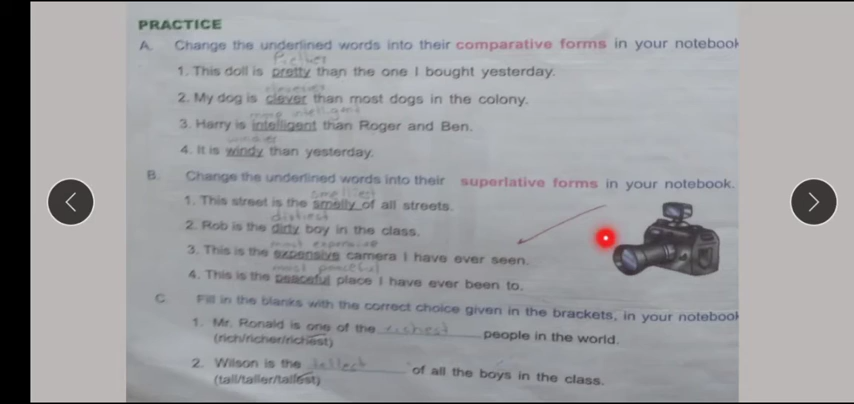 PRACTICE
A. Change the underlined words into their comparative forms in your notebook
1. This doll is pretty than the one I bought yesterday.
2. My dog is clever than most dogs in the colony.
more intelligent
3. Harry is intelligent than Roger and Ben.
windier
4. It is windy than yesterday.
B. Change the underlined words into their superlative forms in your notebook.
smelliest
1. This street is the smelly of all streets.
dirtiest
2. Rob is the dirty boy in the class.
most expensive
3. This is the expensive camera I have ever seen.
most peaceful
4. This is the peaceful place I have ever been to.
C. Fill in the blanks with the correct choice given in the brackets, in your notebook
1. Mr. Ronald is one of the richest people in the world.
(rich/richer/richest)
2. Wilson is the tallest of all the boys in the class.
(tall/taller/tallest)